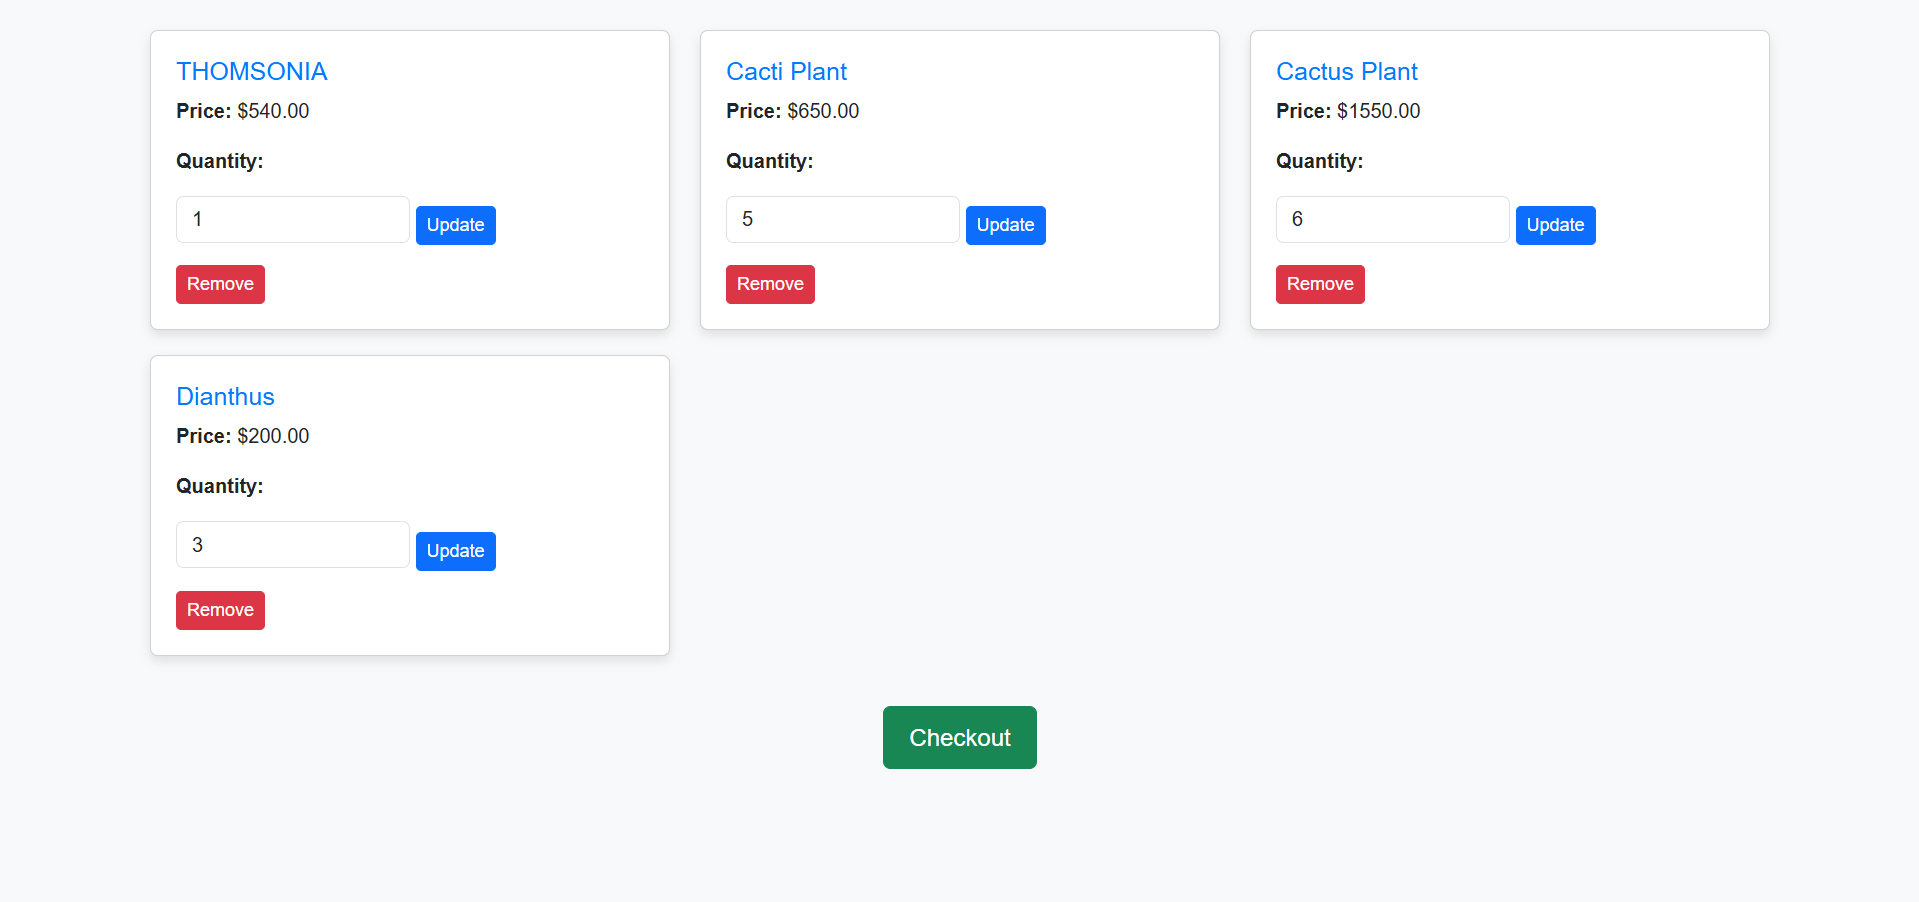 THOMSONIA
Price: $540.00
Quantity:
1
Update
Remove
Cacti Plant
Price: $650.00
Quantity:
5
Update
Remove
Cactus Plant
Price: $1550.00
Quantity:
6
Update
Remove
Dianthus
Price: $200.00
Quantity:
3
Update
Remove
Checkout